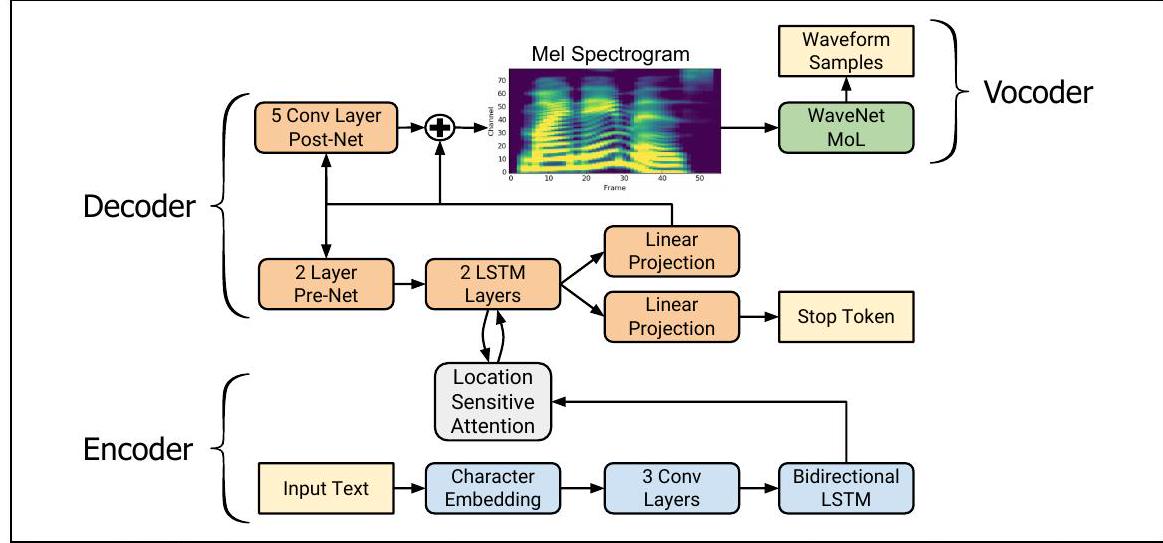 Mel Spectrogram
Waveform
Samples
Vocoder
5 Conv Layer
Post-Net
WaveNet
MoL
Channel
70
60
50
40
30
20
10
0
0 10 20 30 40 50
Frame
Decoder
Linear
Projection
2 Layer
Pre-Net
2 LSTM
Layers
Linear
Projection
Stop Token
Location
Sensitive
Attention
Encoder
Input Text
Character
Embedding
3 Conv
Layers
Bidirectional
LSTM